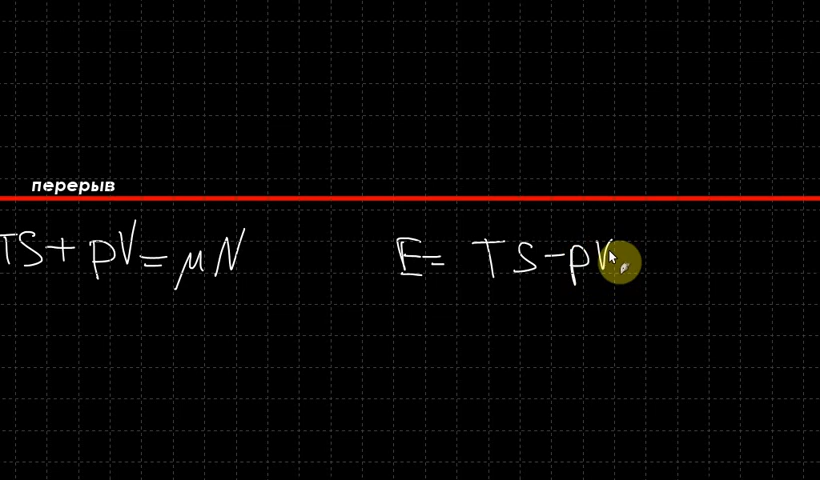 перерыв
TS + pV = μN E = TS - pV